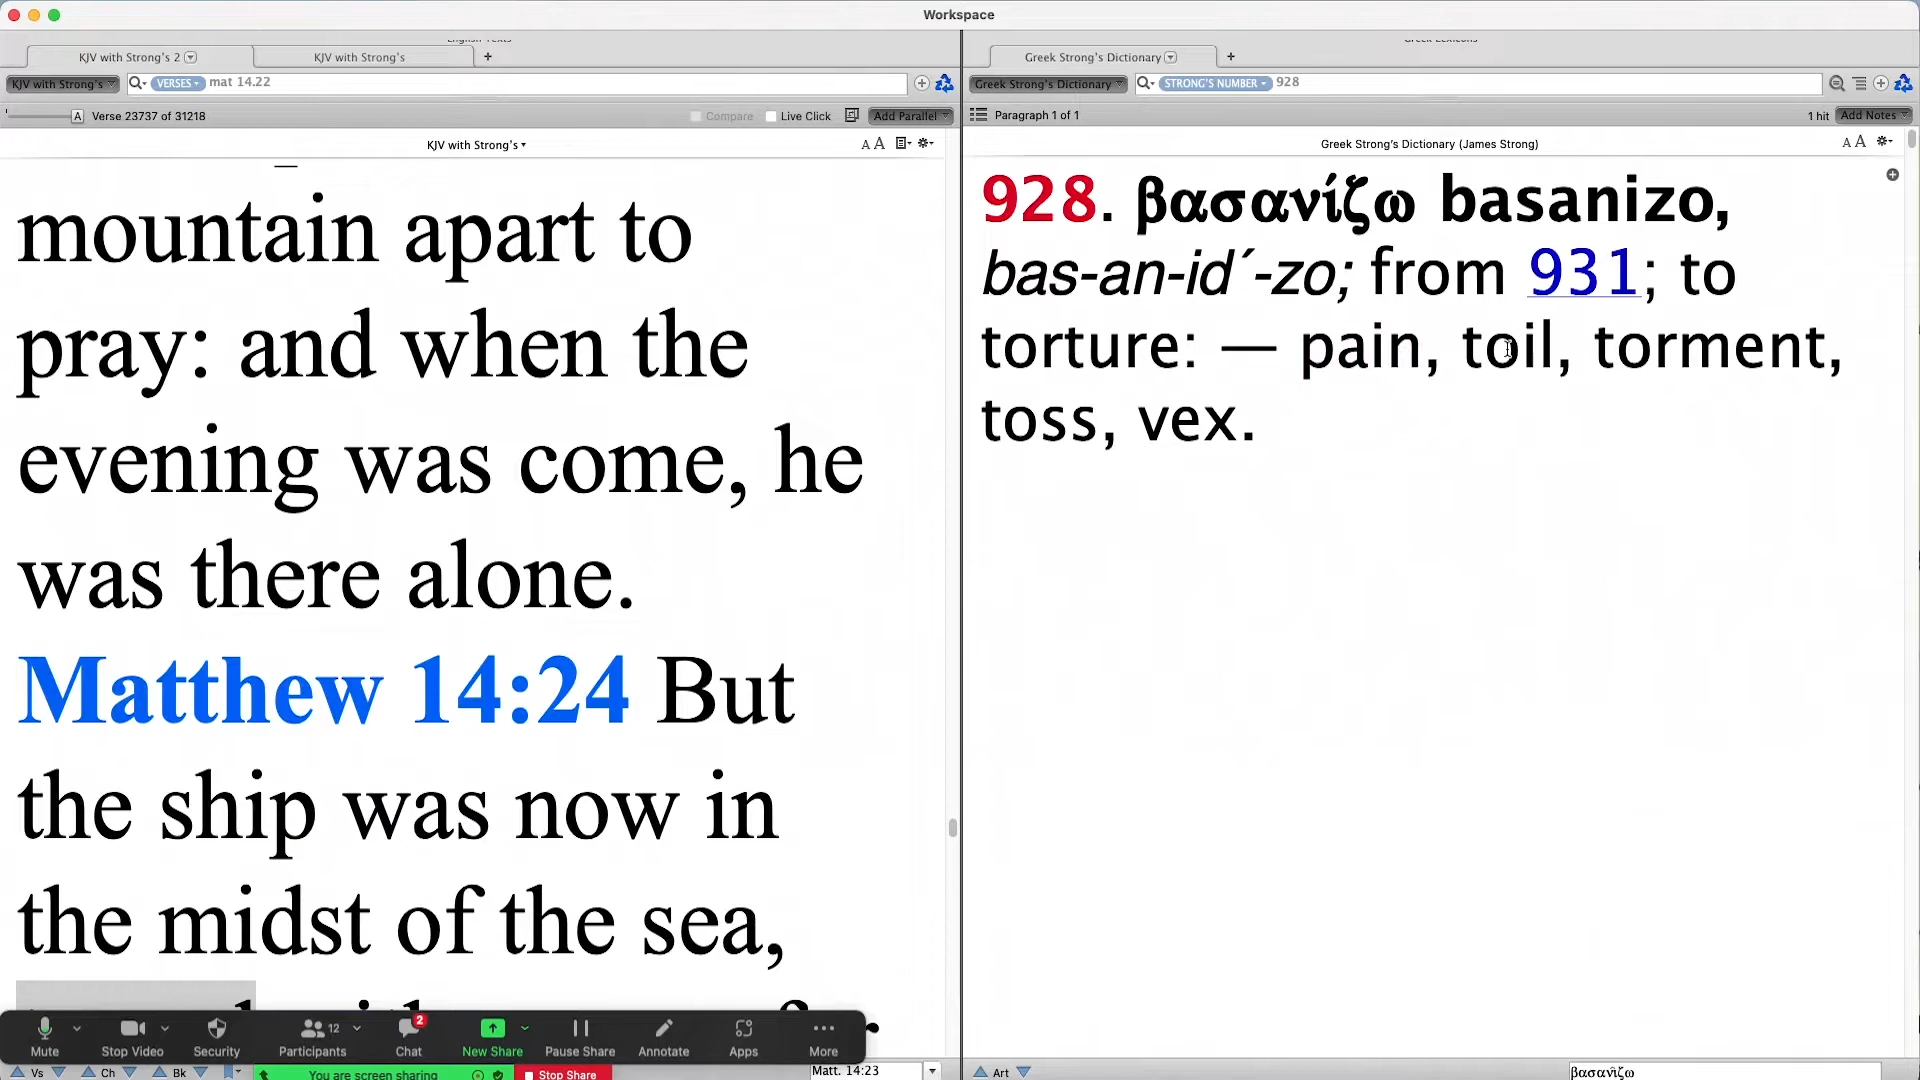 Workspace
KJV with Strong's 2
KJV with Strong's
+
Greek Strong's Dictionary
+
KJV with Strong's
VERSES
mat 14.22
Greek Strong's Dictionary
STRONG'S NUMBER
928
A
Verse 23737 of 31218
Compare
Live Click
Add Parallel
Paragraph 1 of 1
1 hit
Add Notes
KJV with Strong's
A A
Greek Strong's Dictionary (James Strong)
A A
mountain apart to
pray: and when the
evening was come, he
was there alone.
Matthew 14:24 But
the ship was now in
the midst of the sea,
928. βασανίζω basanizo,
bas-an-id´-zo; from 931; to
torture: — pain, toil, torment,
toss, vex.
Mute
Stop Video
Security
12
Participants
2
Chat
New Share
Pause Share
Annotate
Apps
More
Vs
Ch
Bk
You are screen sharing
Stop Share
Matt. 14:23
Art
βασανίζω